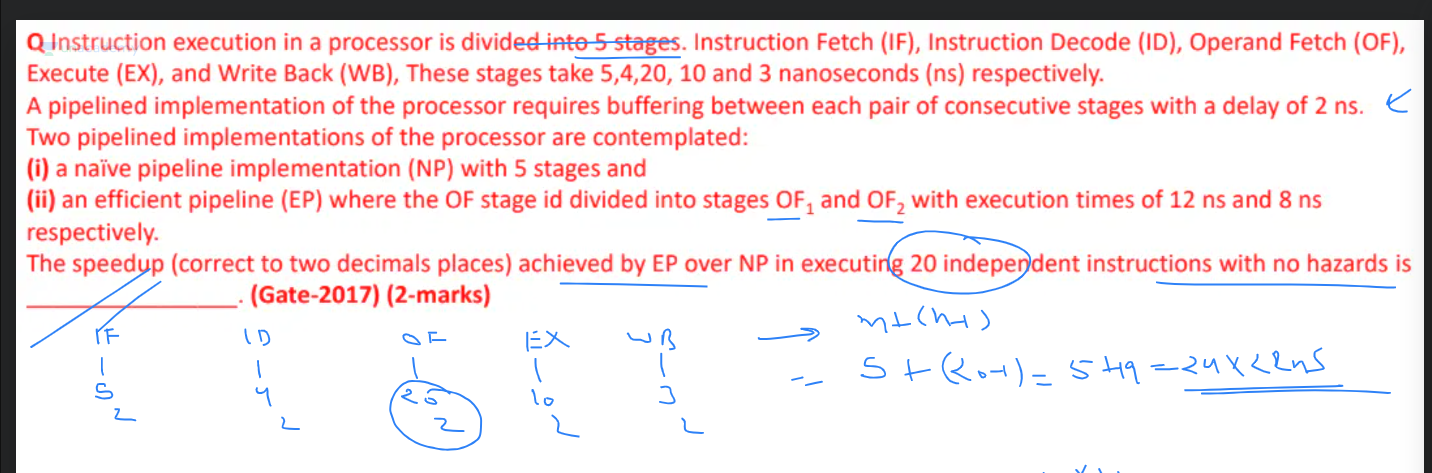 Q Instruction execution in a processor is divided into 5 stages. Instruction Fetch (IF), Instruction Decode (ID), Operand Fetch (OF),
Execute (EX), and Write Back (WB), These stages take 5,4,20, 10 and 3 nanoseconds (ns) respectively.
A pipelined implementation of the processor requires buffering between each pair of consecutive stages with a delay of 2 ns.
Two pipelined implementations of the processor are contemplated:
(i) a naïve pipeline implementation (NP) with 5 stages and
(ii) an efficient pipeline (EP) where the OF stage id divided into stages OF₁ and OF₂ with execution times of 12 ns and 8 ns
respectively.
The speedup (correct to two decimals places) achieved by EP over NP in executing 20 independent instructions with no hazards is
____________________. (Gate-2017) (2-marks)
IF ID OF EX WB → m+(n-1)
5 4 20 10 3 = 5+(20-1) = 5+19 = 24×22ns
2 2 2 2 2